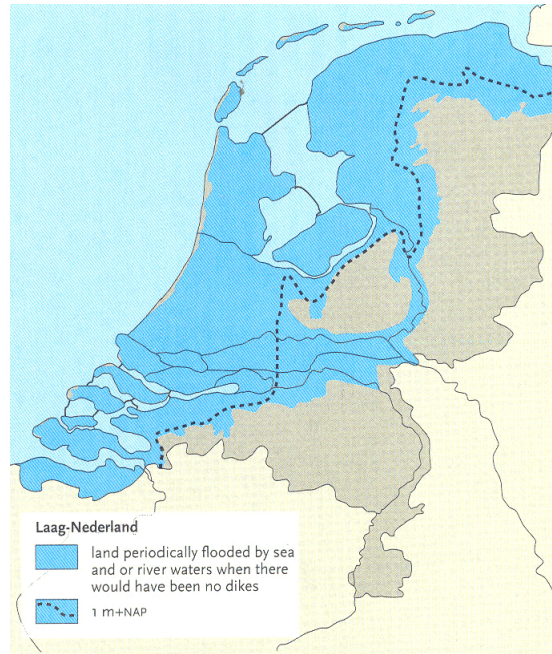 Laag-Nederland
land periodically flooded by sea
and or river waters when there
would have been no dikes
1 m+NAP